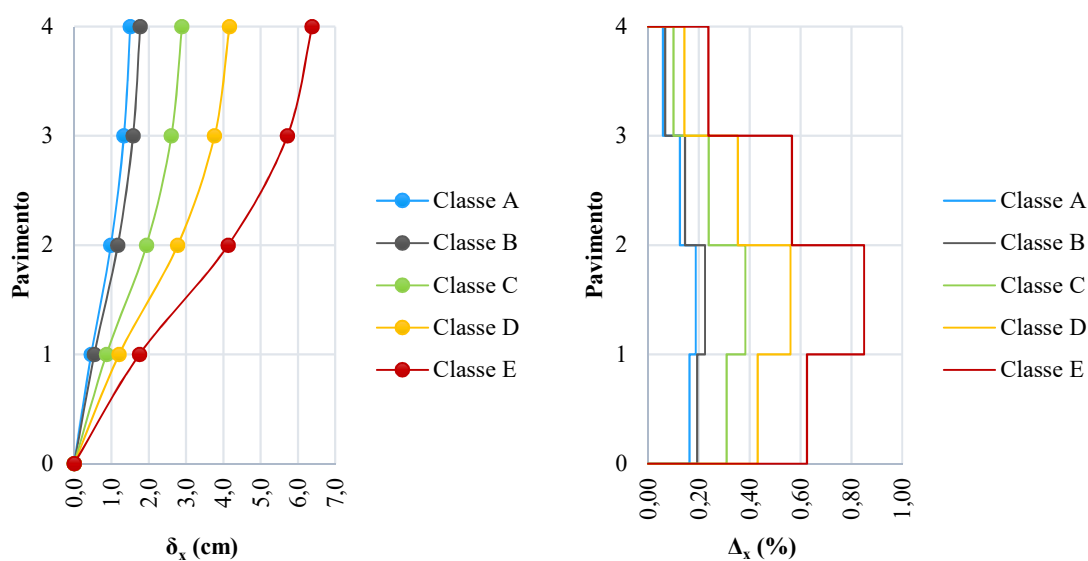 Pavimento
4
3
2
1
0
0,0
1,0
2,0
3,0
4,0
5,0
6,0
7,0
δx (cm)
Classe A
Classe B
Classe C
Classe D
Classe E
Pavimento
4
3
2
1
0
0,00
0,20
0,40
0,60
0,80
1,00
Δx (%)
Classe A
Classe B
Classe C
Classe D
Classe E